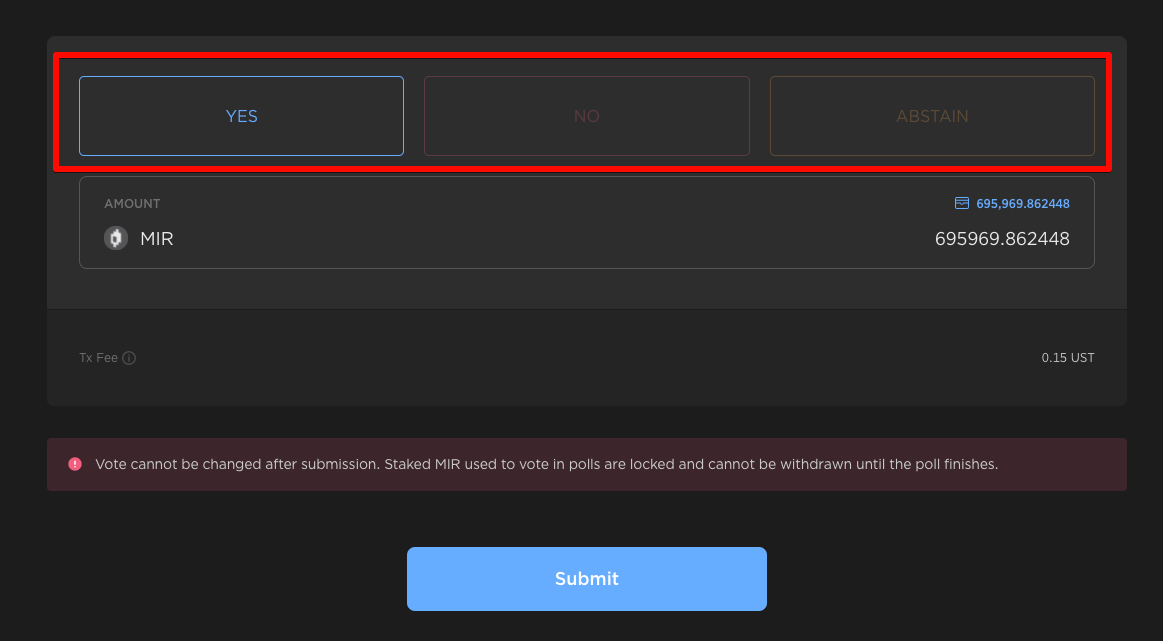 YES NO ABSTAIN
AMOUNT 695,969.862448
MIR 695969.862448
Tx Fee 0.15 UST
Vote cannot be changed after submission. Staked MIR used to vote in polls are locked and cannot be withdrawn until the poll finishes.
Submit